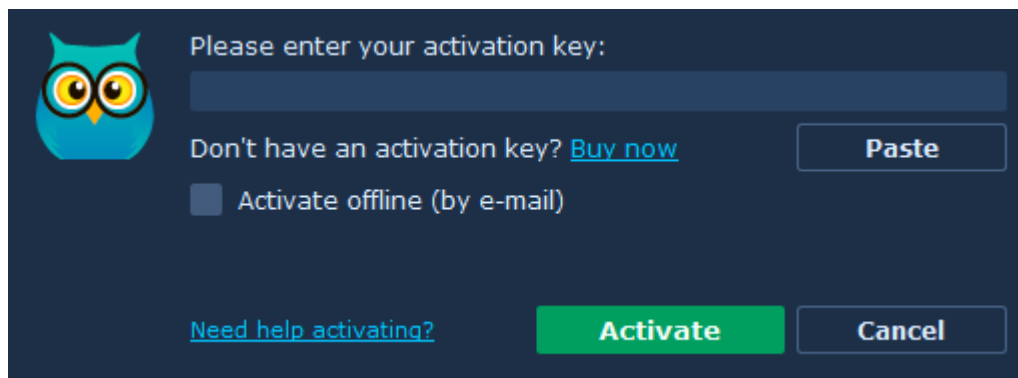 Please enter your activation key:
Don't have an activation key? Buy now
Paste
Activate offline (by e-mail)
Need help activating?
Activate
Cancel